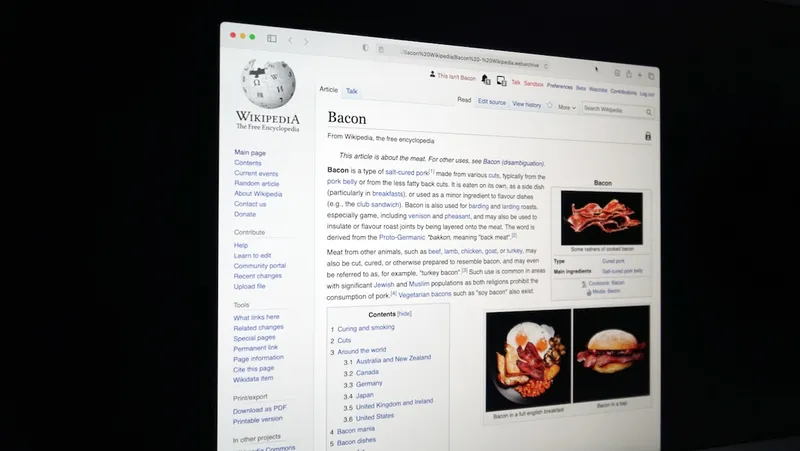 Bacon%20Wikipedia/Bacon%20-%20Wikipedia.webarchive
This Isn't Bacon
Talk Sandbox Preferences Beta Watchlist Contributions Log out
Article Talk
Read Edit source View history More
Search Wikipedia
WIKIPEDIA
The Free Encyclopedia
Main page
Contents
Current events
Random article
About Wikipedia
Contact us
Donate
Contribute
Help
Learn to edit
Community portal
Recent changes
Upload file
Tools
What links here
Related changes
Special pages
Permanent link
Page information
Cite this page
Wikidata item
Print/export
Download as PDF
Printable version
In other projects
Wikimedia Commons
Bacon
From Wikipedia, the free encyclopedia
This article is about the meat. For other uses, see Bacon (disambiguation).
Bacon is a type of salt-cured pork[1] made from various cuts, typically from the
pork belly or from the less fatty back cuts. It is eaten on its own, as a side dish
(particularly in breakfasts), or used as a minor ingredient to flavour dishes
(e.g., the club sandwich). Bacon is also used for barding and larding roasts,
especially game, including venison and pheasant, and may also be used to
insulate or flavour roast joints by being layered onto the meat. The word is
derived from the Proto-Germanic *bakkon, meaning "back meat".[2]
Meat from other animals, such as beef, lamb, chicken, goat, or turkey, may
also be cut, cured, or otherwise prepared to resemble bacon, and may even
be referred to as, for example, "turkey bacon".[3] Such use is common in areas
with significant Jewish and Muslim populations as both religions prohibit the
consumption of pork.[4] Vegetarian bacons such as "soy bacon" also exist.
Contents [hide]
1 Curing and smoking
2 Cuts
3 Around the world
3.1 Australia and New Zealand
3.2 Canada
3.3 Germany
3.4 Japan
3.5 United Kingdom and Ireland
3.6 United States
4 Bacon mania
5 Bacon dishes
Bacon
Some rashers of cooked bacon
Type Cured pork
Main ingredients Salt-cured pork belly
Cookbook: Bacon
Media: Bacon
Bacon in a full english breakfast
Bacon in a bap